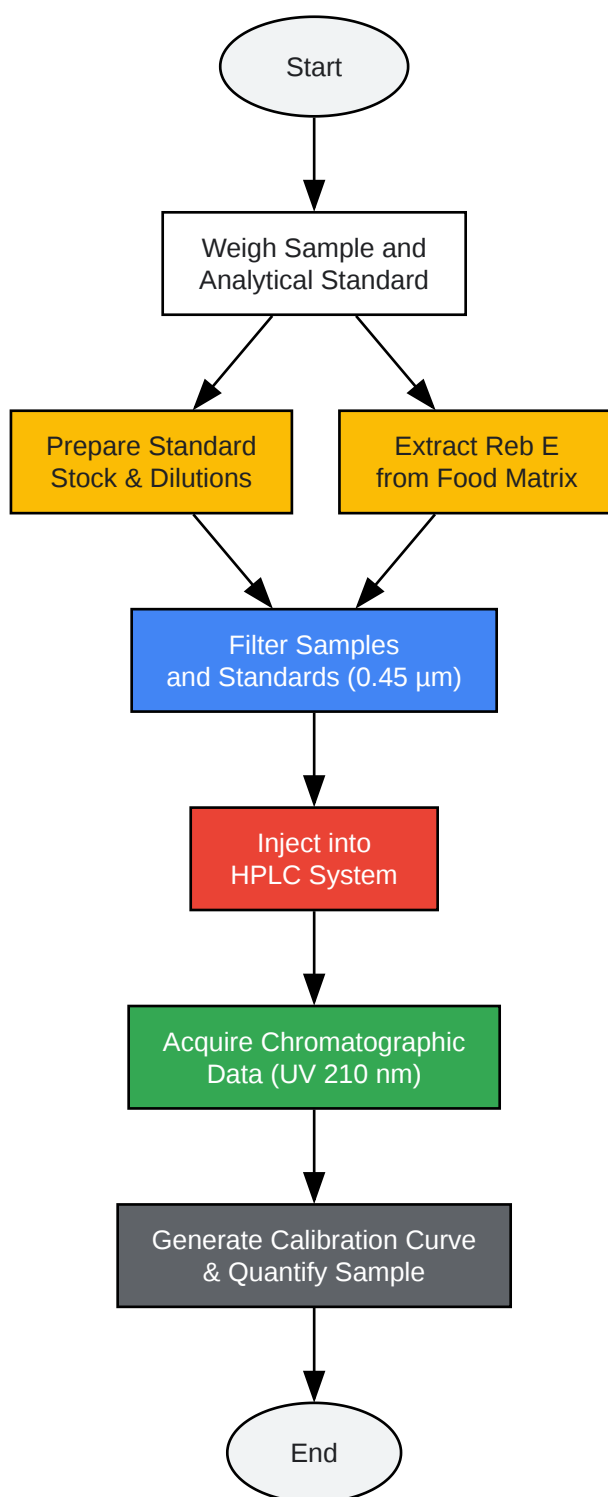 Start
Weigh Sample and
Analytical Standard
Prepare Standard
Stock & Dilutions
Extract Reb E
from Food Matrix
Filter Samples
and Standards (0.45 µm)
Inject into
HPLC System
Acquire Chromatographic
Data (UV 210 nm)
Generate Calibration Curve
& Quantify Sample
End